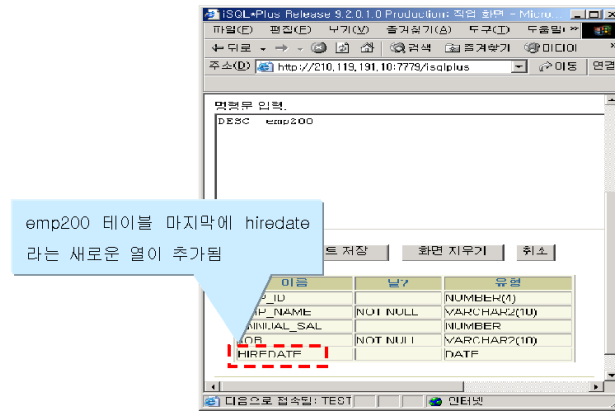 iSQL*Plus Release 9.2.0.1.0 Production: 작업 화면 - Micro...
파일(F) 편집(E) 보기(V) 즐겨찾기(A) 도구(T) 도움말(
뒤로 검색 즐겨찾기 미디어
주소(D) http://210.119.191.10:7779/isqlplus 이동 연결
명령문 입력.
DESC emp200
emp200 테이블 마지막에 hiredate
라는 새로운 열이 추가됨
트 저장 화면 지우기 취소
이름 널? 유형
P_ID NUMBER(4)
MP_NAME NOT NULL VARCHAR2(10)
ANNUAL_SAL NUMBER
JOB NOT NULL VARCHAR2(10)
HIREDATE DATE
다음으로 접속됨: TEST 인터넷